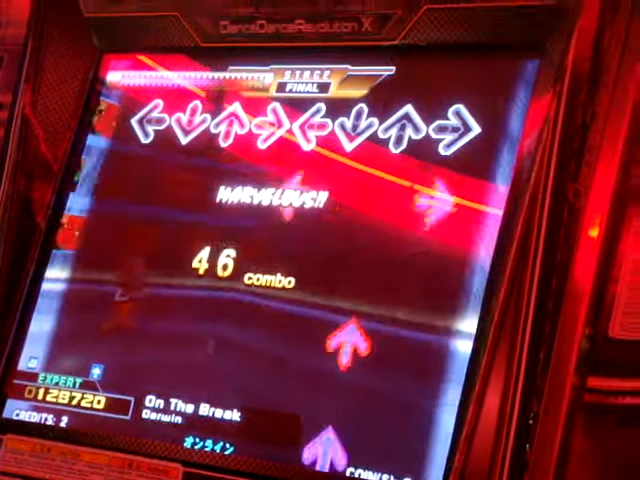 DanceDanceRevolution X
STAGE
FINAL
MARVELOUS!!
46 combo
EXPERT
0128720
CREDITS: 2
On The Break
Darwin
オンライン